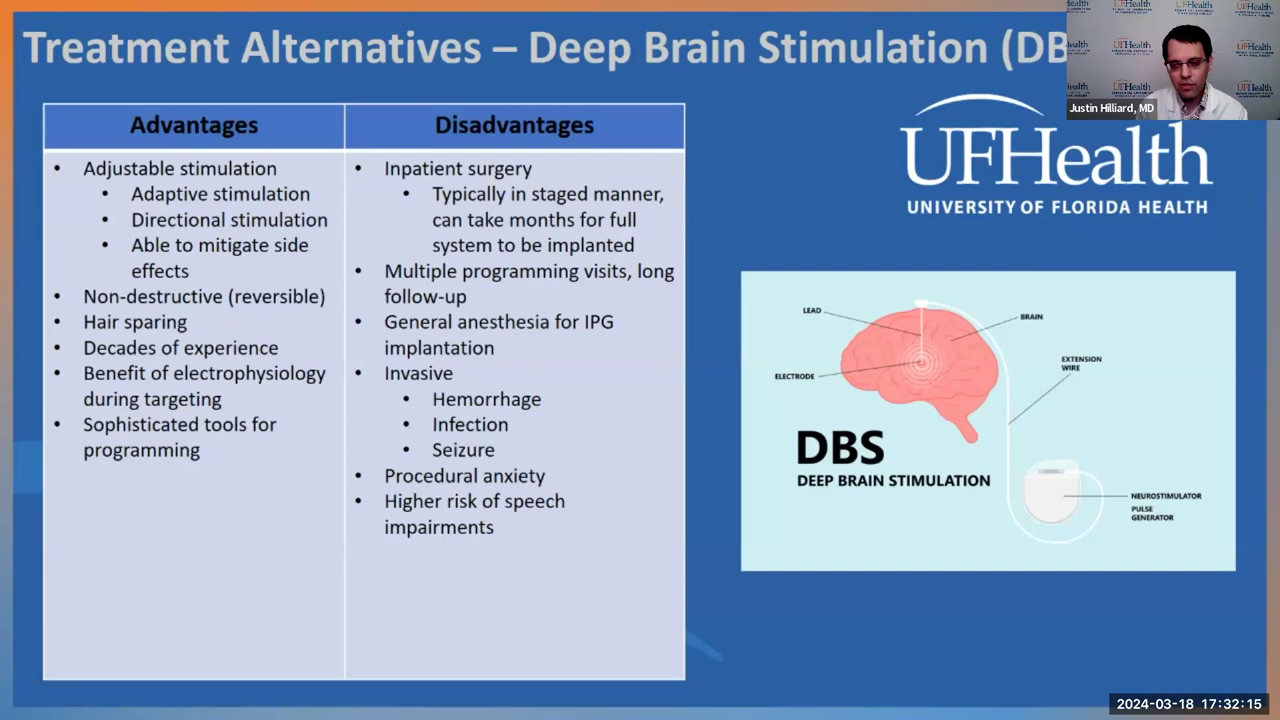 Treatment Alternatives – Deep Brain Stimulation (DB
Justin Hilliard, MD
Advantages
Disadvantages
• Adjustable stimulation
• Adaptive stimulation
• Directional stimulation
• Able to mitigate side
effects
• Non-destructive (reversible)
• Hair sparing
• Decades of experience
• Benefit of electrophysiology
during targeting
• Sophisticated tools for
programming
• Inpatient surgery
• Typically in staged manner,
can take months for full
system to be implanted
• Multiple programming visits, long
follow-up
• General anesthesia for IPG
implantation
• Invasive
• Hemorrhage
• Infection
• Seizure
• Procedural anxiety
• Higher risk of speech
impairments
UFHealth
UNIVERSITY OF FLORIDA HEALTH
LEAD
BRAIN
EXTENSION
WIRE
ELECTRODE
DBS
DEEP BRAIN STIMULATION
NEUROSTIMULATOR
PULSE
GENERATOR
2024-03-18 17:32:15